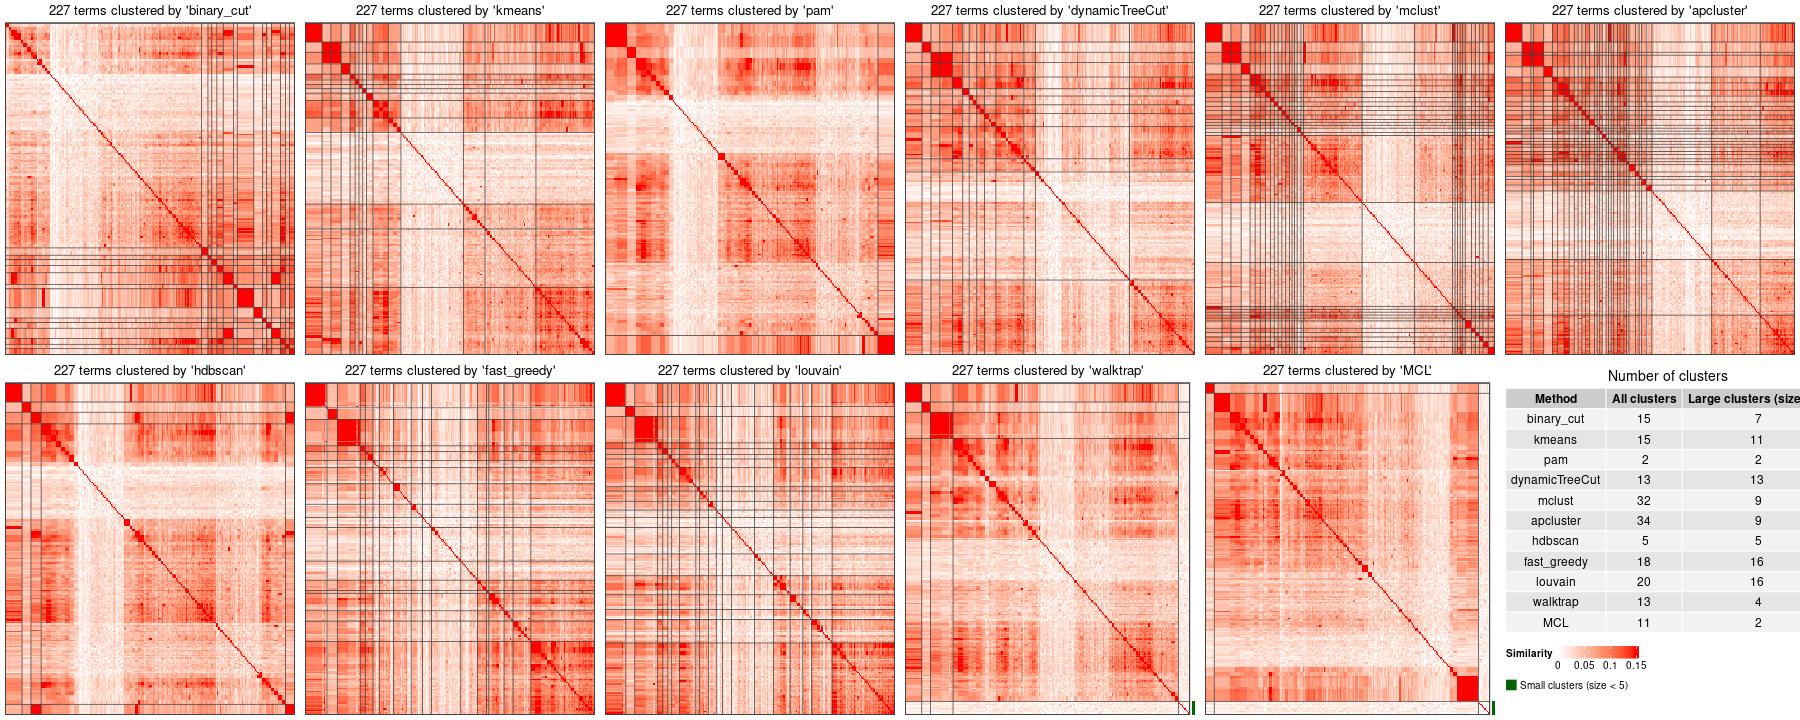 227 terms clustered by 'binary_cut'
227 terms clustered by 'kmeans'
227 terms clustered by 'pam'
227 terms clustered by 'dynamicTreeCut'
227 terms clustered by 'mclust'
227 terms clustered by 'apcluster'
227 terms clustered by 'hdbscan'
227 terms clustered by 'fast_greedy'
227 terms clustered by 'louvain'
227 terms clustered by 'walktrap'
227 terms clustered by 'MCL'
Number of clusters
Method All clusters Large clusters (size
binary_cut 15 7
kmeans 15 11
pam 2 2
dynamicTreeCut 13 13
mclust 32 9
apcluster 34 9
hdbscan 5 5
fast_greedy 18 16
louvain 20 16
walktrap 13 4
MCL 11 2
Similarity
0 0.05 0.1 0.15
Small clusters (size < 5)